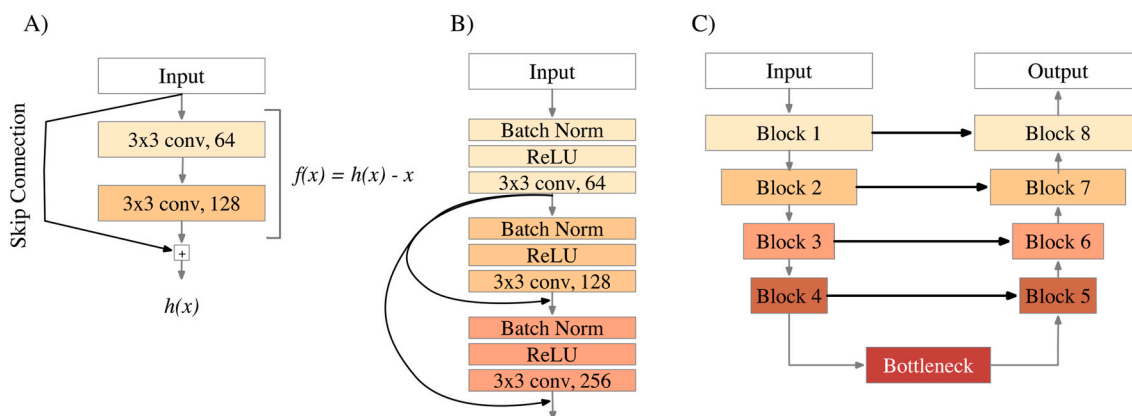 A)
Input
Skip Connection
3x3 conv, 64
3x3 conv, 128
f(x) = h(x) - x
+
h(x)
B)
Input
Batch Norm
ReLU
3x3 conv, 64
Batch Norm
ReLU
3x3 conv, 128
Batch Norm
ReLU
3x3 conv, 256
C)
Input
Output
Block 1
Block 8
Block 2
Block 7
Block 3
Block 6
Block 4
Block 5
Bottleneck